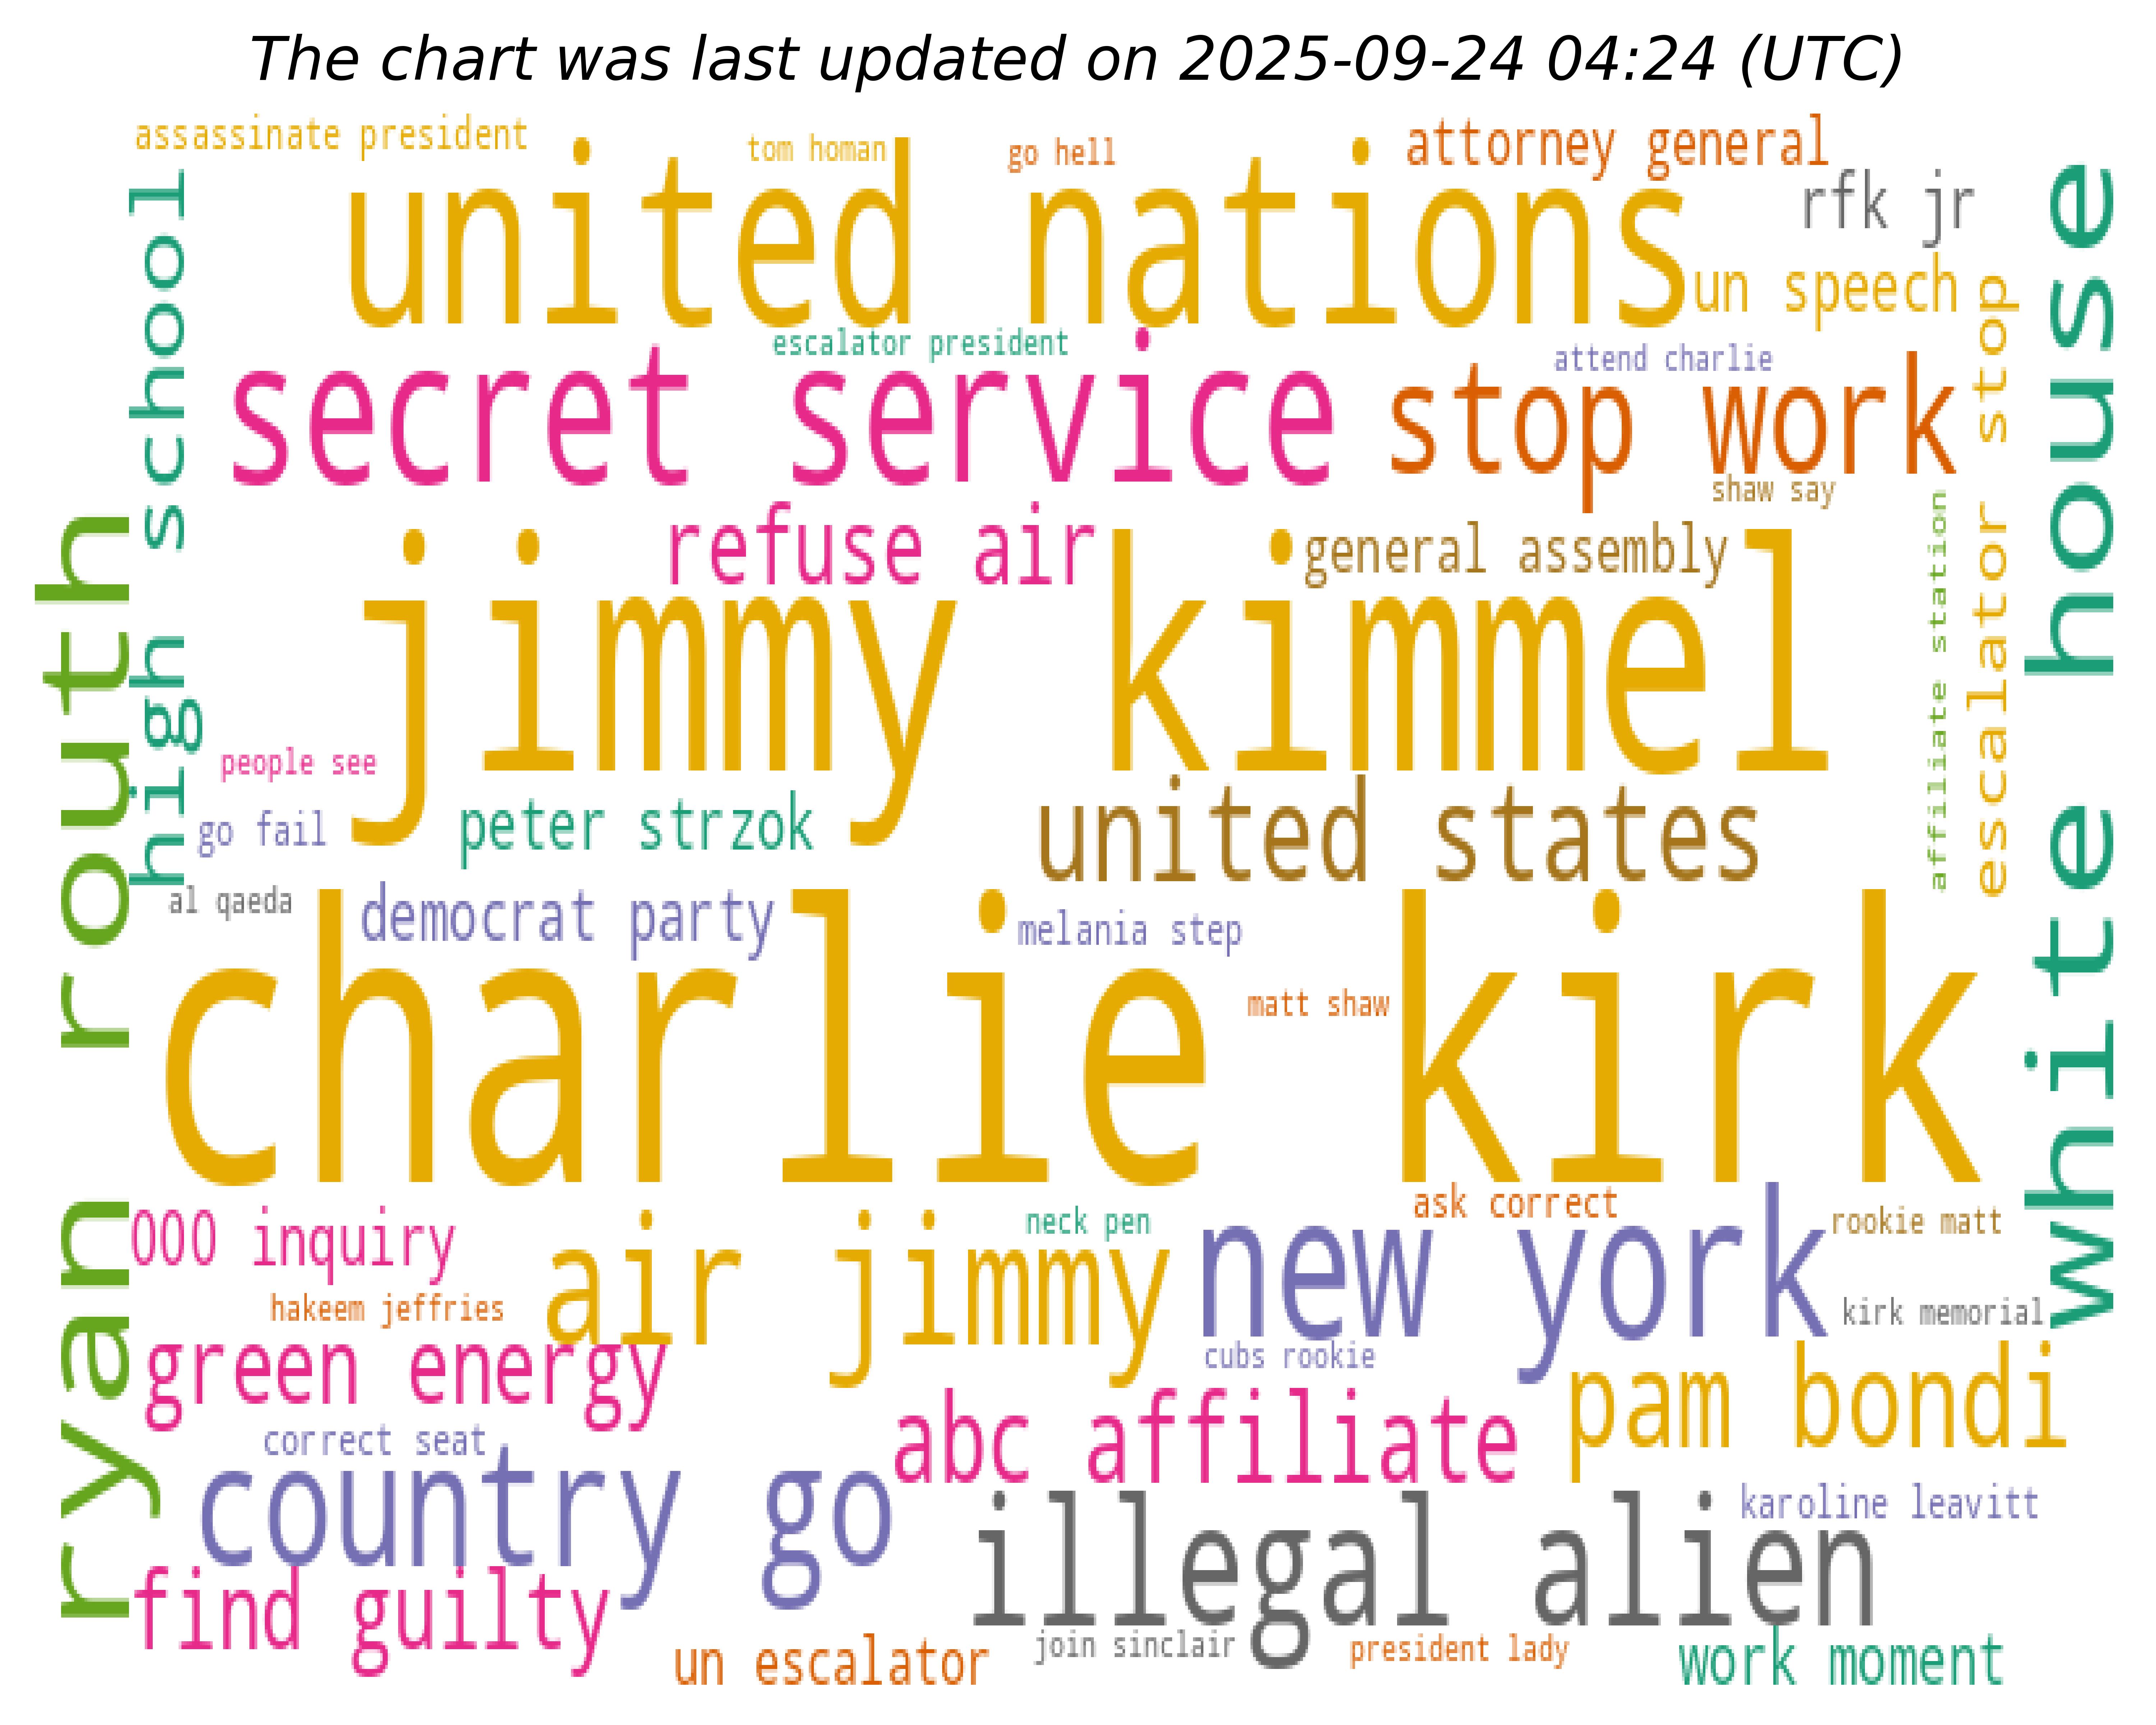 The chart was last updated on 2025-09-24 04:24 (UTC)
assassinate president
tom homan
go hell
attorney general
united nations
rfk jr
un speech
high school
white house
escalator president
attend charlie
secret service
stop work
escalator stop
shaw say
affiliate station
refuse air
general assembly
ryan routh
jimmy kimmel
people see
go fail
peter strzok
united states
al qaeda
democrat party
melania step
matt shaw
charlie kirk
000 inquiry
neck pen
ask correct
rookie matt
air jimmy
new york
hakeem jeffries
kirk memorial
green energy
cubs rookie
pam bondi
correct seat
abc affiliate
country go
illegal alien
karoline leavitt
find guilty
un escalator
join sinclair
president lady
work moment